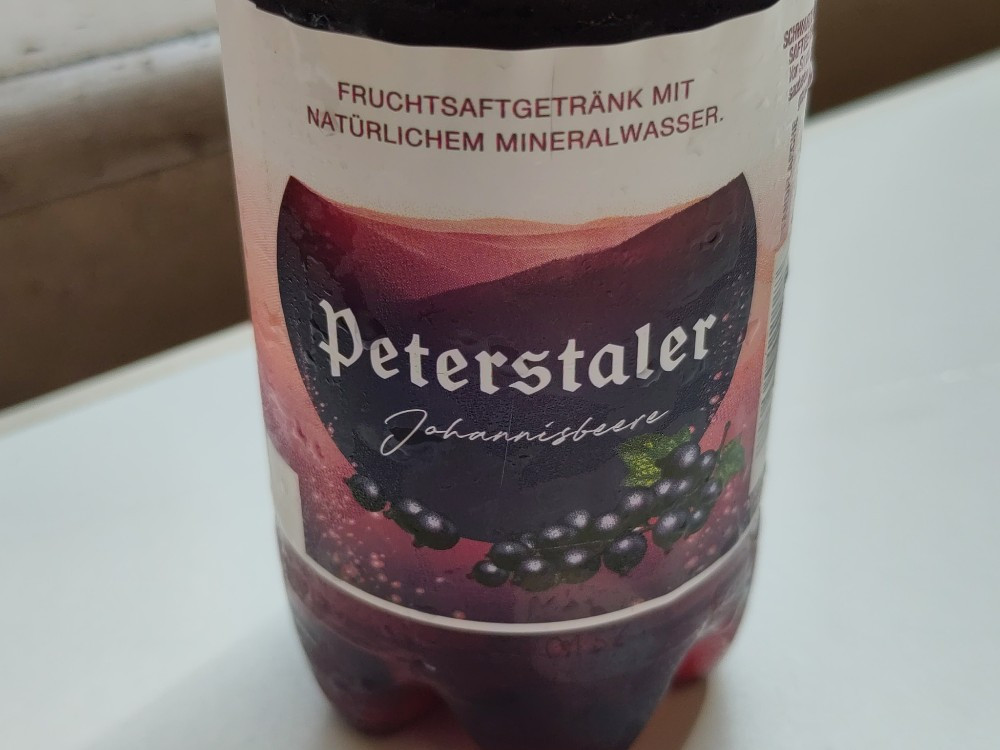 FRUCHTSAFTGETRÄNK MIT
NATÜRLICHEM MINERALWASSER.
Peterstaler
Johannisbeere